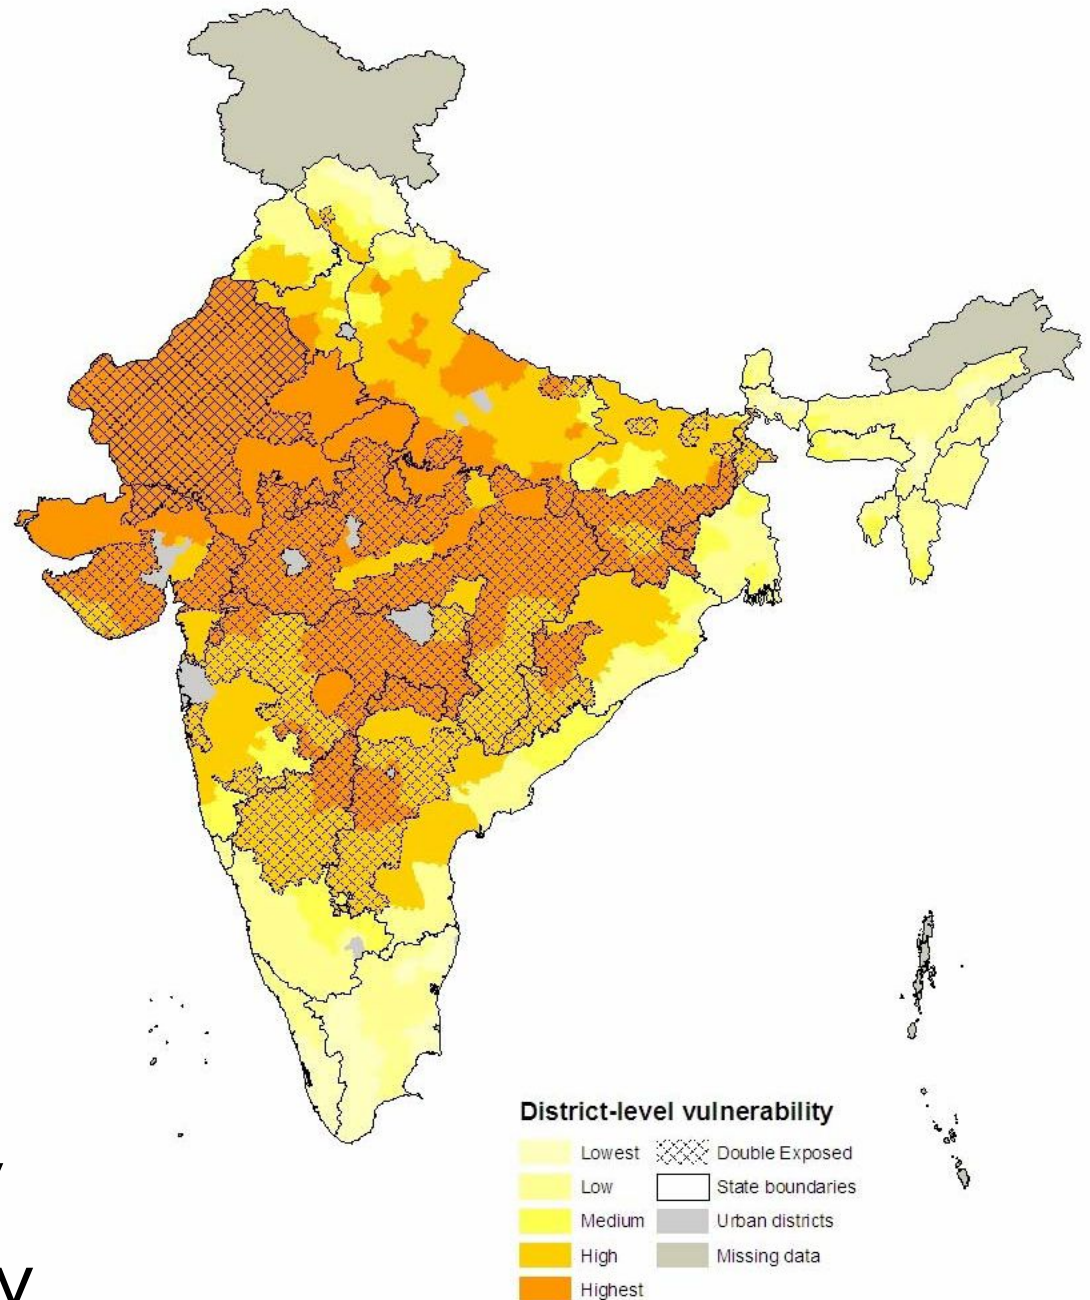 District-level vulnerability
Lowest
Double Exposed
Low
State boundaries
Medium
Urban districts
High
Missing data
Highest